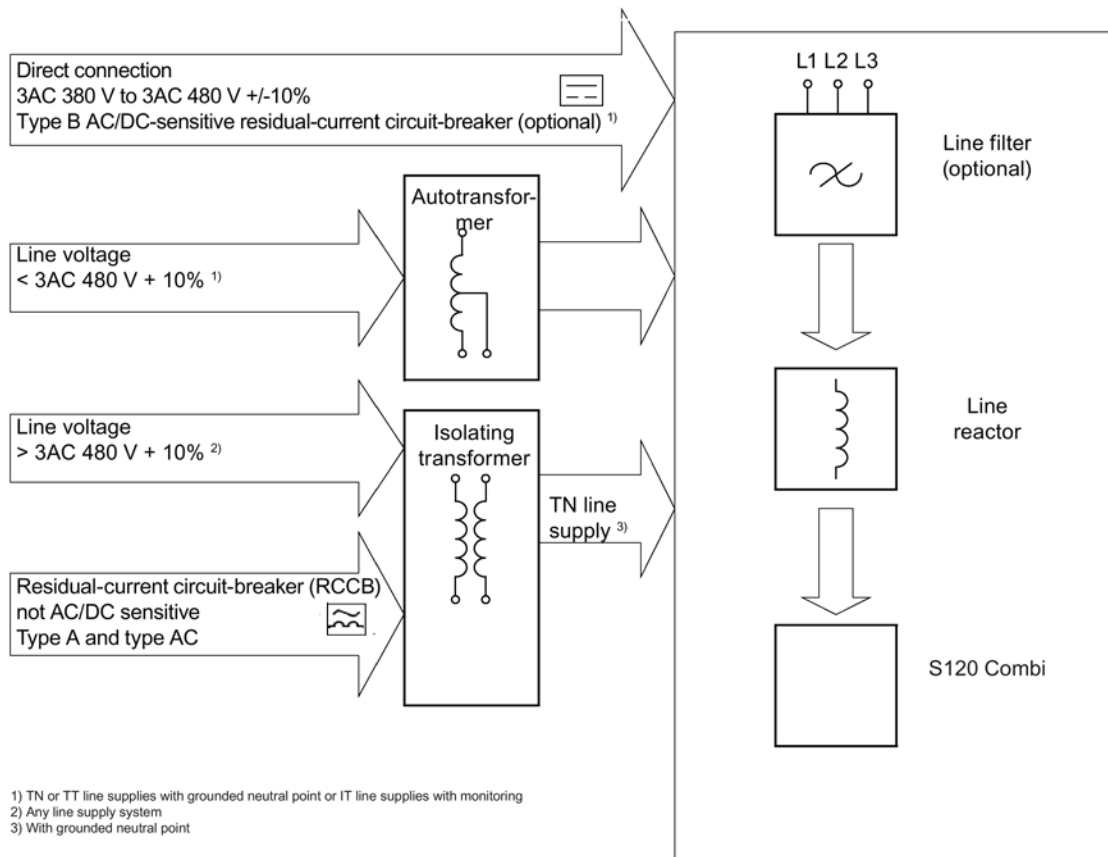 Direct connection
3AC 380 V to 3AC 480 V +/-10%
Type B AC/DC-sensitive residual-current circuit-breaker (optional) 1)
Line voltage
< 3AC 480 V + 10% 1)
Autotransfor-
mer
Line voltage
> 3AC 480 V + 10% 2)
Isolating
transformer
TN line
supply 3)
Residual-current circuit-breaker (RCCB)
not AC/DC sensitive
Type A and type AC
L1 L2 L3
Line filter
(optional)
Line
reactor
S120 Combi
1) TN or TT line supplies with grounded neutral point or IT line supplies with monitoring
2) Any line supply system
3) With grounded neutral point